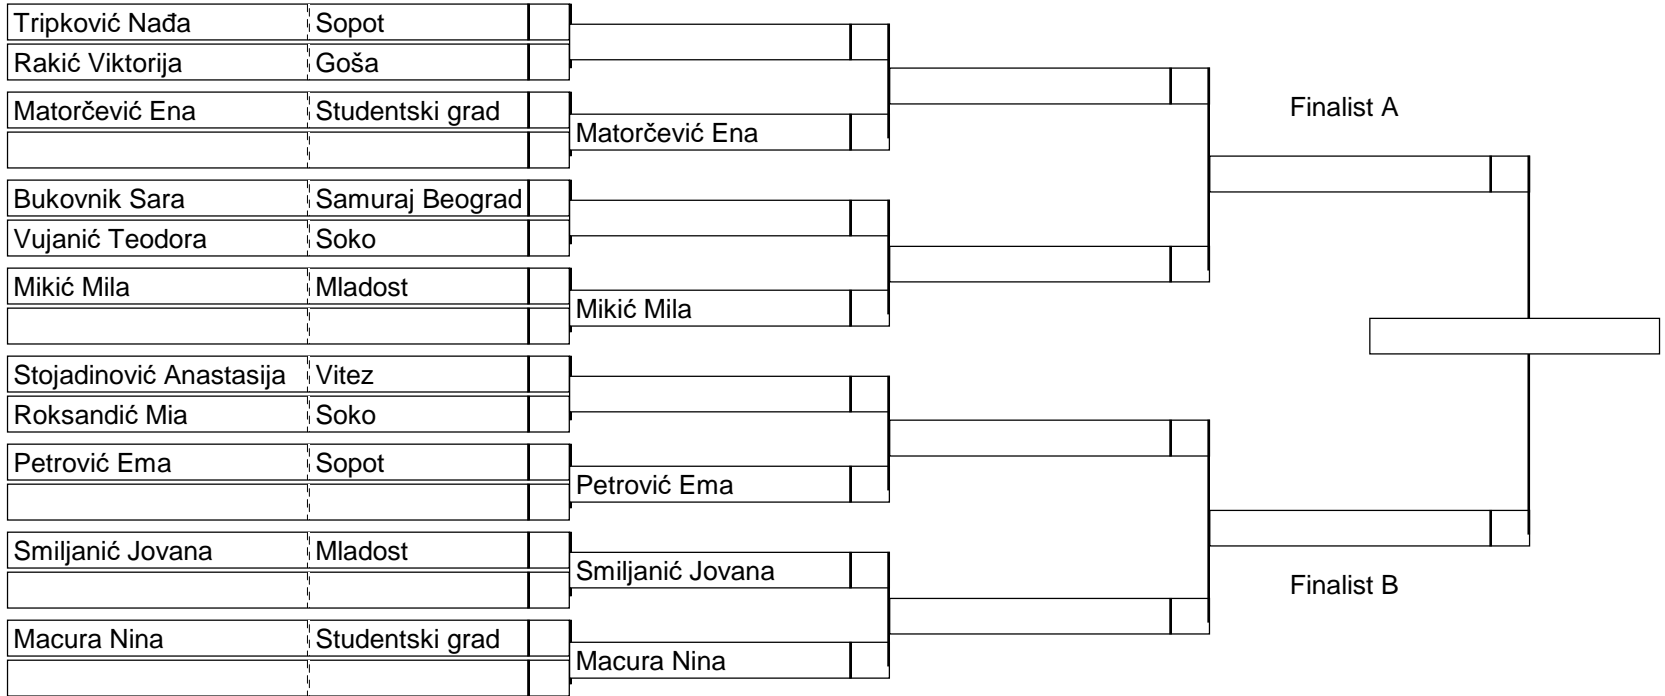 Tripković Nađa Sopot
Rakić Viktorija Goša
Matorčević Ena Studentski grad
Matorčević Ena
Bukovnik Sara Samuraj Beograd
Vujanić Teodora Soko
Mikić Mila Mladost
Mikić Mila
Stojadinović Anastasija Vitez
Roksandić Mia Soko
Petrović Ema Sopot
Petrović Ema
Smiljanić Jovana Mladost
Smiljanić Jovana
Macura Nina Studentski grad
Macura Nina
Finalist A
Finalist B